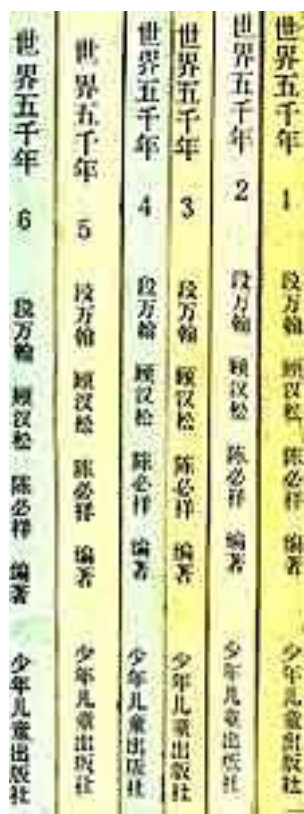 世界五千年 6 段万翰 顾汉松 陈必祥 编著 少年儿童出版社
世界五千年 5 段万翰 顾汉松 陈必祥 编著 少年儿童出版社
世界五千年 4 段万翰 顾汉松 陈必祥 编著 少年儿童出版社
世界五千年 3 段万翰 顾汉松 陈必祥 编著 少年儿童出版社
世界五千年 2 段万翰 顾汉松 陈必祥 编著 少年儿童出版社
世界五千年 1 段万翰 顾汉松 陈必祥 编著 少年儿童出版社